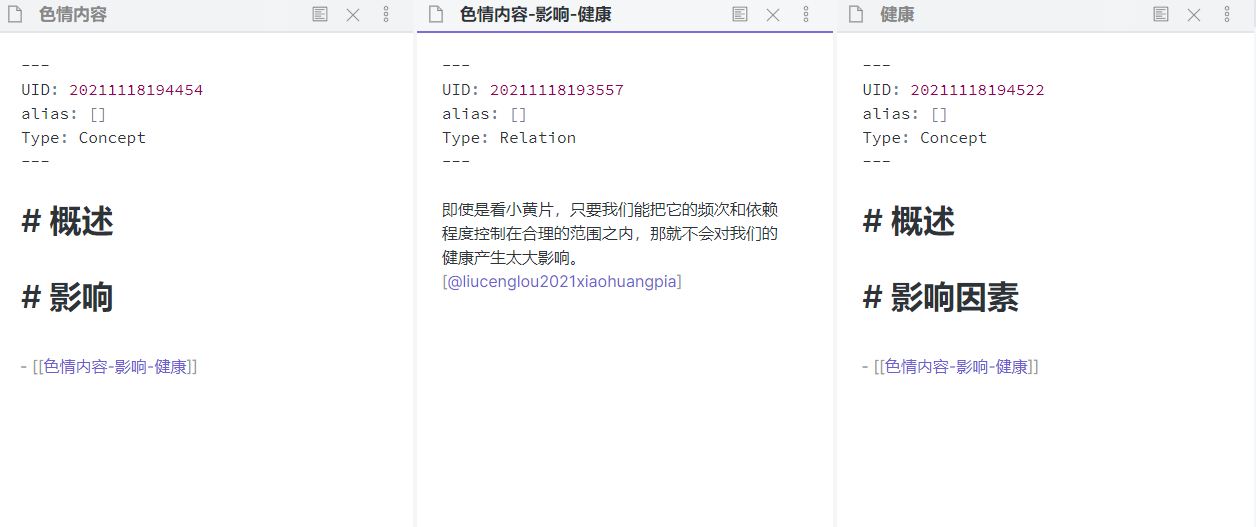 色情内容
---
UID: 20211118194454
alias: []
Type: Concept
---
# 概述
# 影响
- [[色情内容-影响-健康]]
色情内容-影响-健康
---
UID: 20211118193557
alias: []
Type: Relation
---
即使是看小黄片，只要我们能把它的频次和依赖
程度控制在合理的范围之内，那就不会对我们的
健康产生太大影响。
[@liucenglou2021xiaohuangpia]
健康
---
UID: 20211118194522
alias: []
Type: Concept
---
# 概述
# 影响因素
- [[色情内容-影响-健康]]